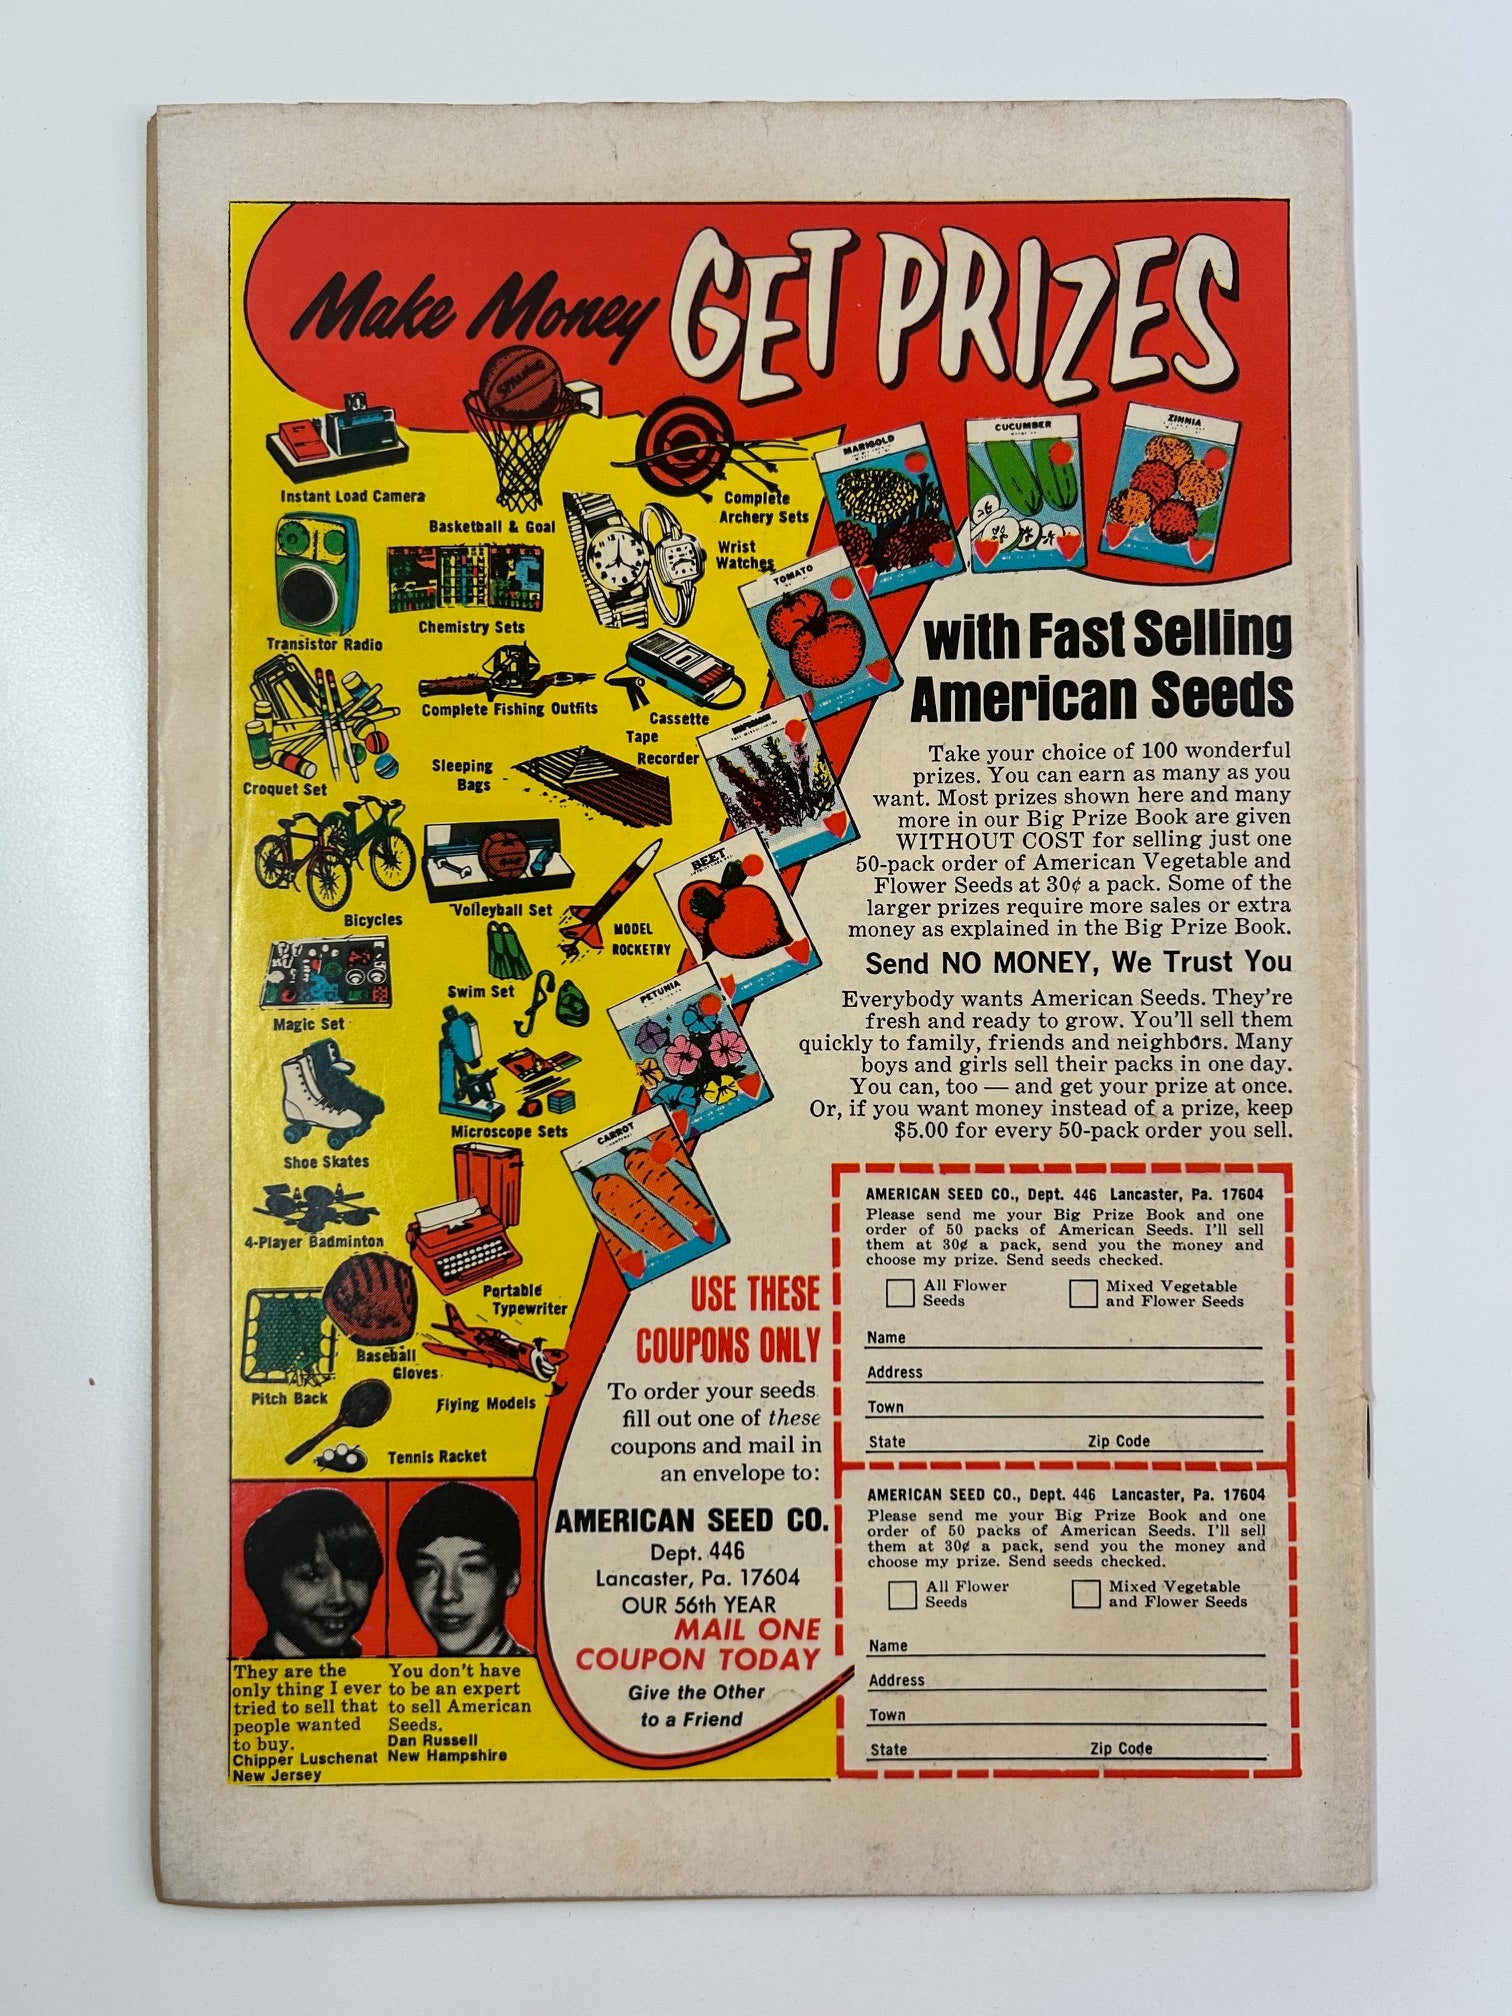 Make Money GET PRIZES
Spalding
Instant Load Camera
Basketball & Goal
Complete
Archery Sets
Wrist
Watches
Transistor Radio
Chemistry Sets
Complete Fishing Outfits
Cassette
Tape
Recorder
Croquet Set
Sleeping
Bags
Bicycles
Volleyball Set
MODEL
ROCKETRY
Magic Set
Swim Set
Shoe Skates
Microscope Sets
4-Player Badminton
Portable
Typewriter
Baseball
Gloves
Pitch Back
Flying Models
Tennis Racket
MARIGOLD
CUCUMBER
ZINNIA
TOMATO
BEET
PETUNIA
CARROT
with Fast Selling
American Seeds
Take your choice of 100 wonderful
prizes. You can earn as many as you
want. Most prizes shown here and many
more in our Big Prize Book are given
WITHOUT COST for selling just one
50-pack order of American Vegetable and
Flower Seeds at 30¢ a pack. Some of the
larger prizes require more sales or extra
money as explained in the Big Prize Book.
Send NO MONEY, We Trust You
Everybody wants American Seeds. They're
fresh and ready to grow. You'll sell them
quickly to family, friends and neighbors. Many
boys and girls sell their packs in one day.
You can, too — and get your prize at once.
Or, if you want money instead of a prize, keep
$5.00 for every 50-pack order you sell.
USE THESE
COUPONS ONLY
To order your seeds
fill out one of these
coupons and mail in
an envelope to:
AMERICAN SEED CO.
Dept. 446
Lancaster, Pa. 17604
OUR 56th YEAR
MAIL ONE
COUPON TODAY
Give the Other
to a Friend
AMERICAN SEED CO., Dept. 446 Lancaster, Pa. 17604
Please send me your Big Prize Book and one
order of 50 packs of American Seeds. I'll sell
them at 30¢ a pack, send you the money and
choose my prize. Send seeds checked.
All Flower
Seeds
Mixed Vegetable
and Flower Seeds
Name
Address
Town
State Zip Code
AMERICAN SEED CO., Dept. 446 Lancaster, Pa. 17604
Please send me your Big Prize Book and one
order of 50 packs of American Seeds. I'll sell
them at 30¢ a pack, send you the money and
choose my prize. Send seeds checked.
All Flower
Seeds
Mixed Vegetable
and Flower Seeds
Name
Address
Town
State Zip Code
They are the
only thing I ever
tried to sell that
people wanted
to buy.
Chipper Luschenat
New Jersey
You don't have
to be an expert
to sell American
Seeds.
Dan Russell
New Hampshire